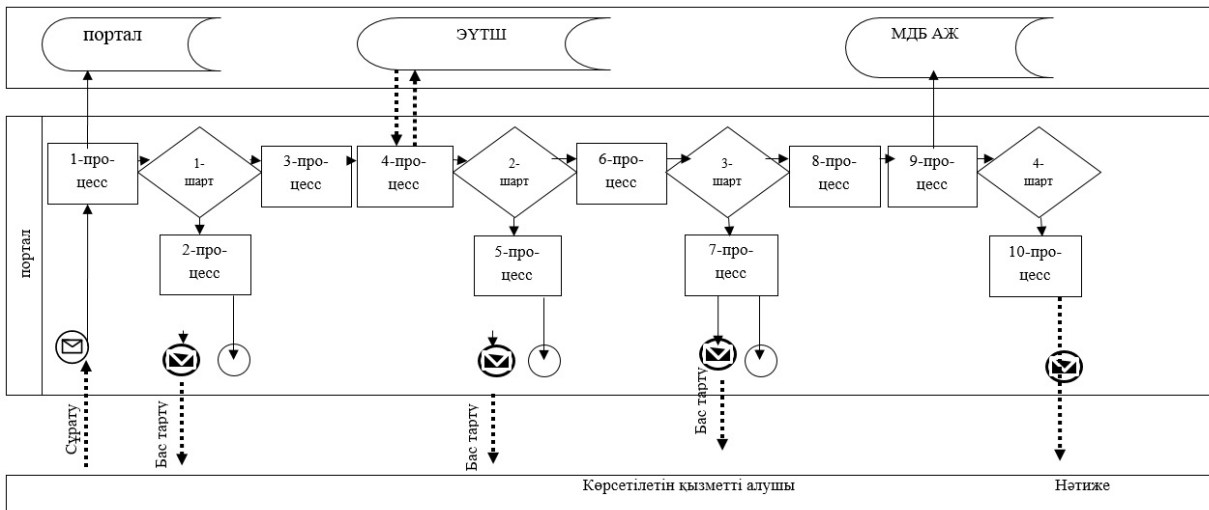 портал
ЭҮТШ
МДБ АЖ
портал
1-про-
цесс
1-
шарт
3-про-
цесс
4-про-
цесс
2-
шарт
6-про-
цесс
3-
шарт
8-про-
цесс
9-про-
цесс
4-
шарт
2-про-
цесс
5-про-
цесс
7-про-
цесс
10-про-
цесс
Сұрату
Бас тарту
Бас тарту
Бас тарту
Көрсетілетін қызметті алушы
Нәтиже